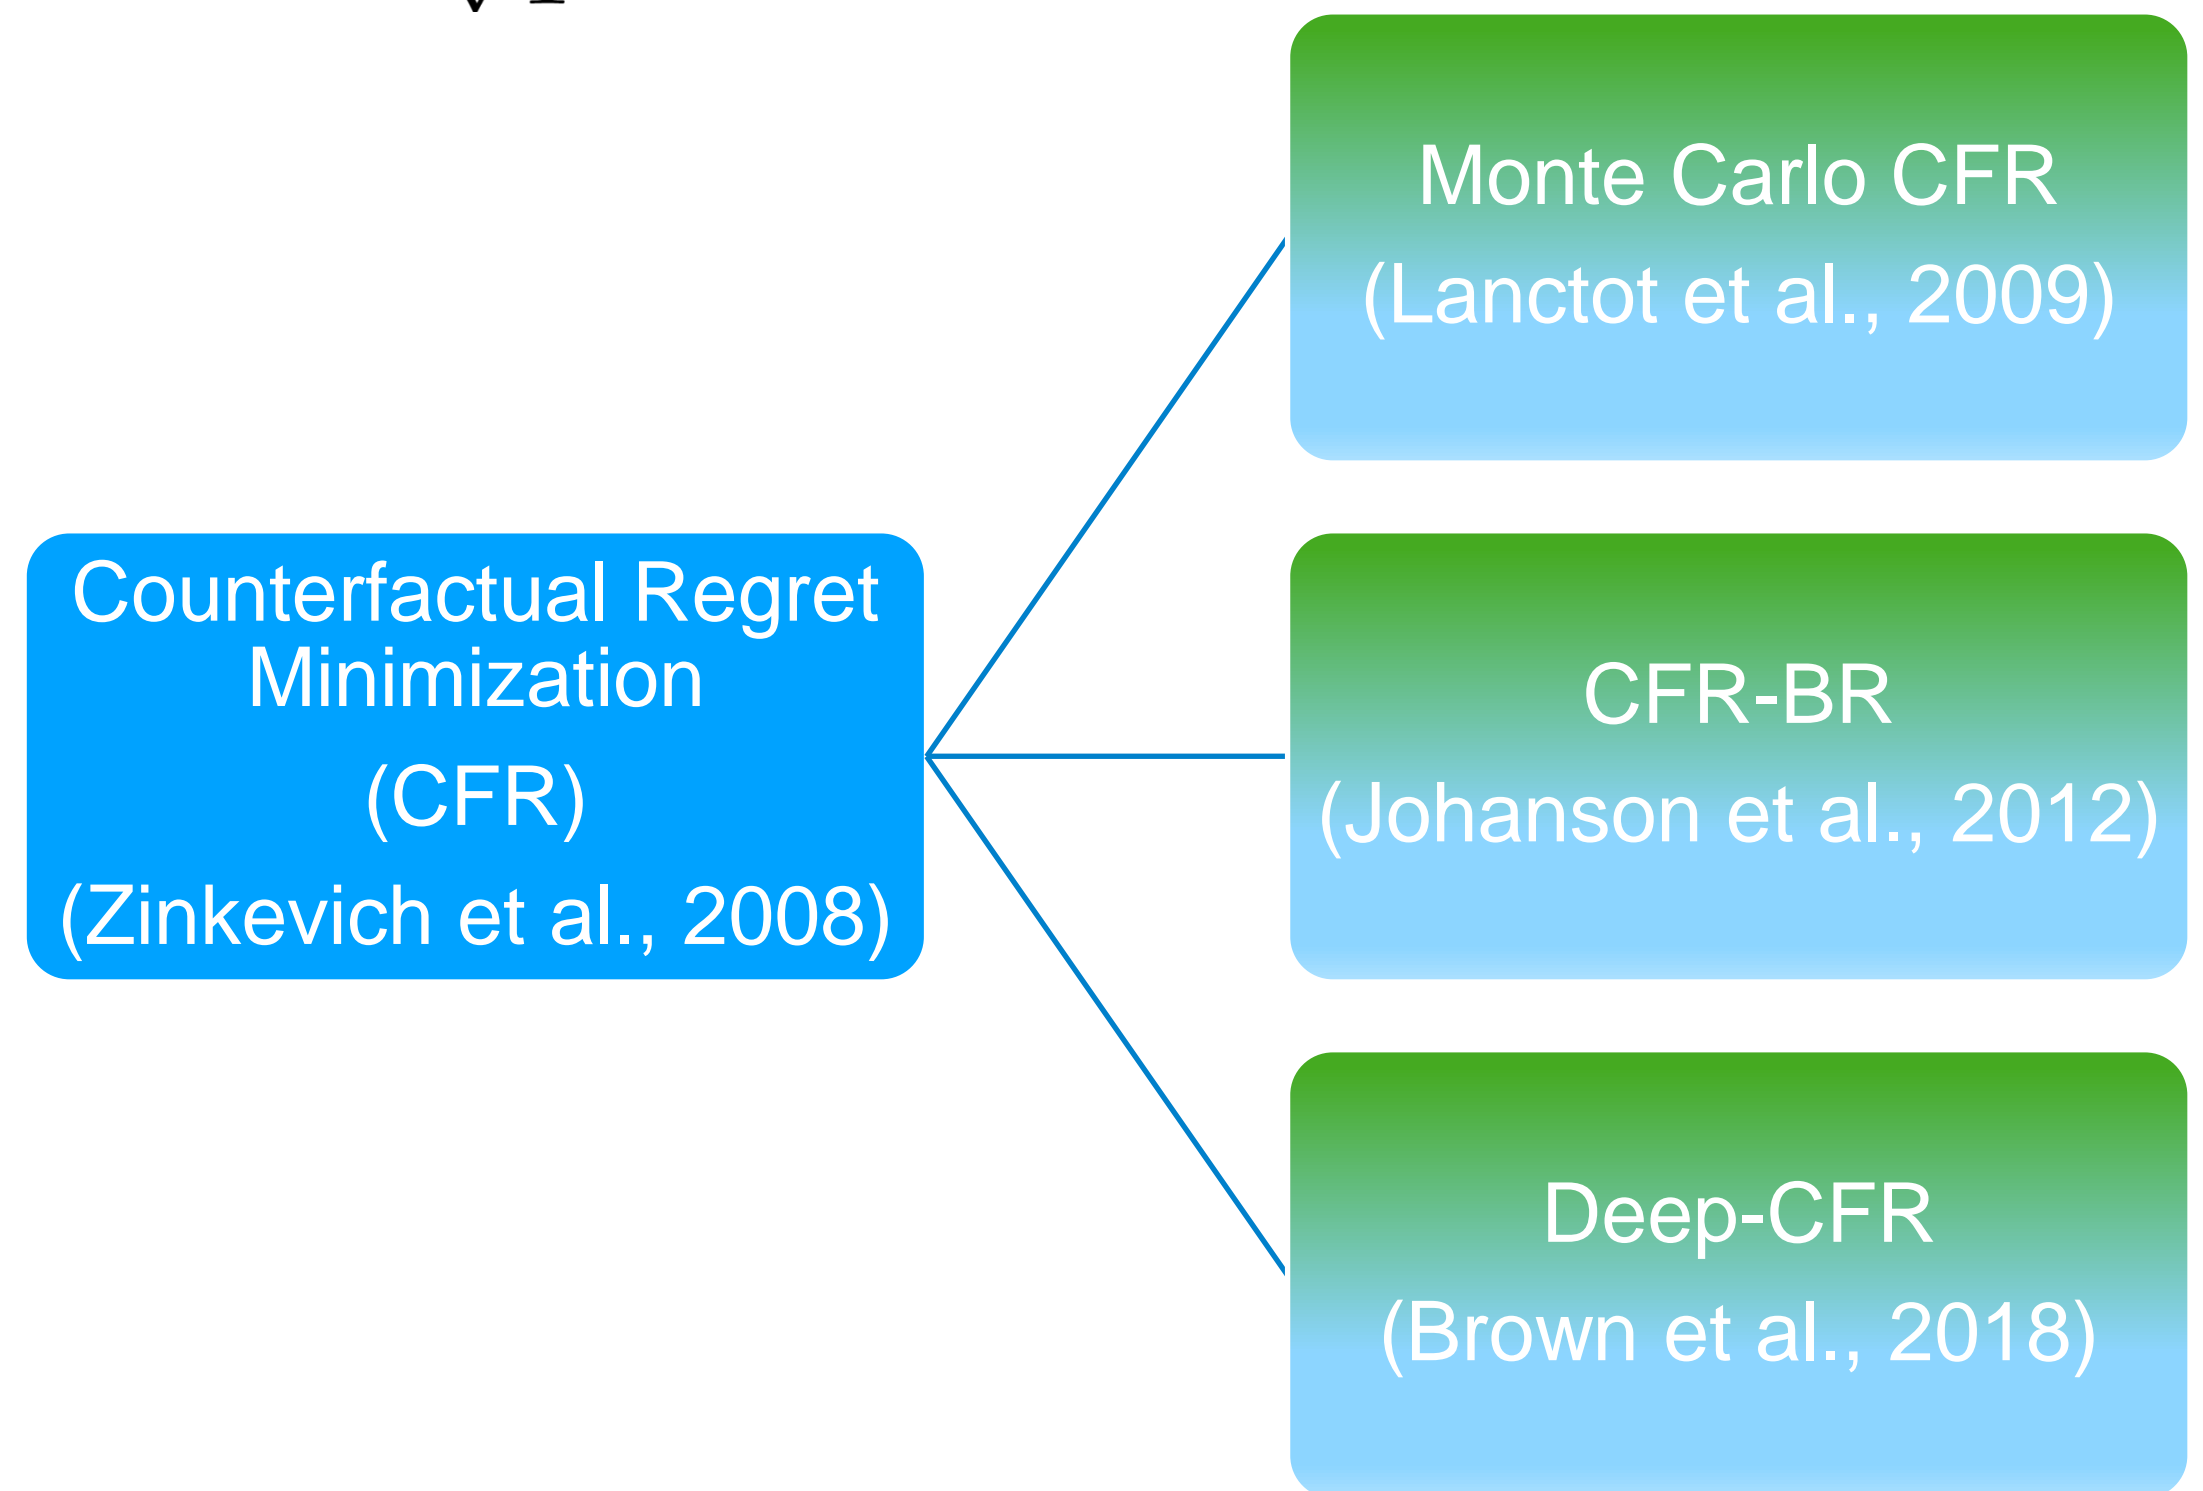 Counterfactual Regret
Minimization
(CFR)
(Zinkevich et al., 2008)
Monte Carlo CFR
(Lanctot et al., 2009)
CFR-BR
(Johanson et al., 2012)
Deep-CFR
(Brown et al., 2018)